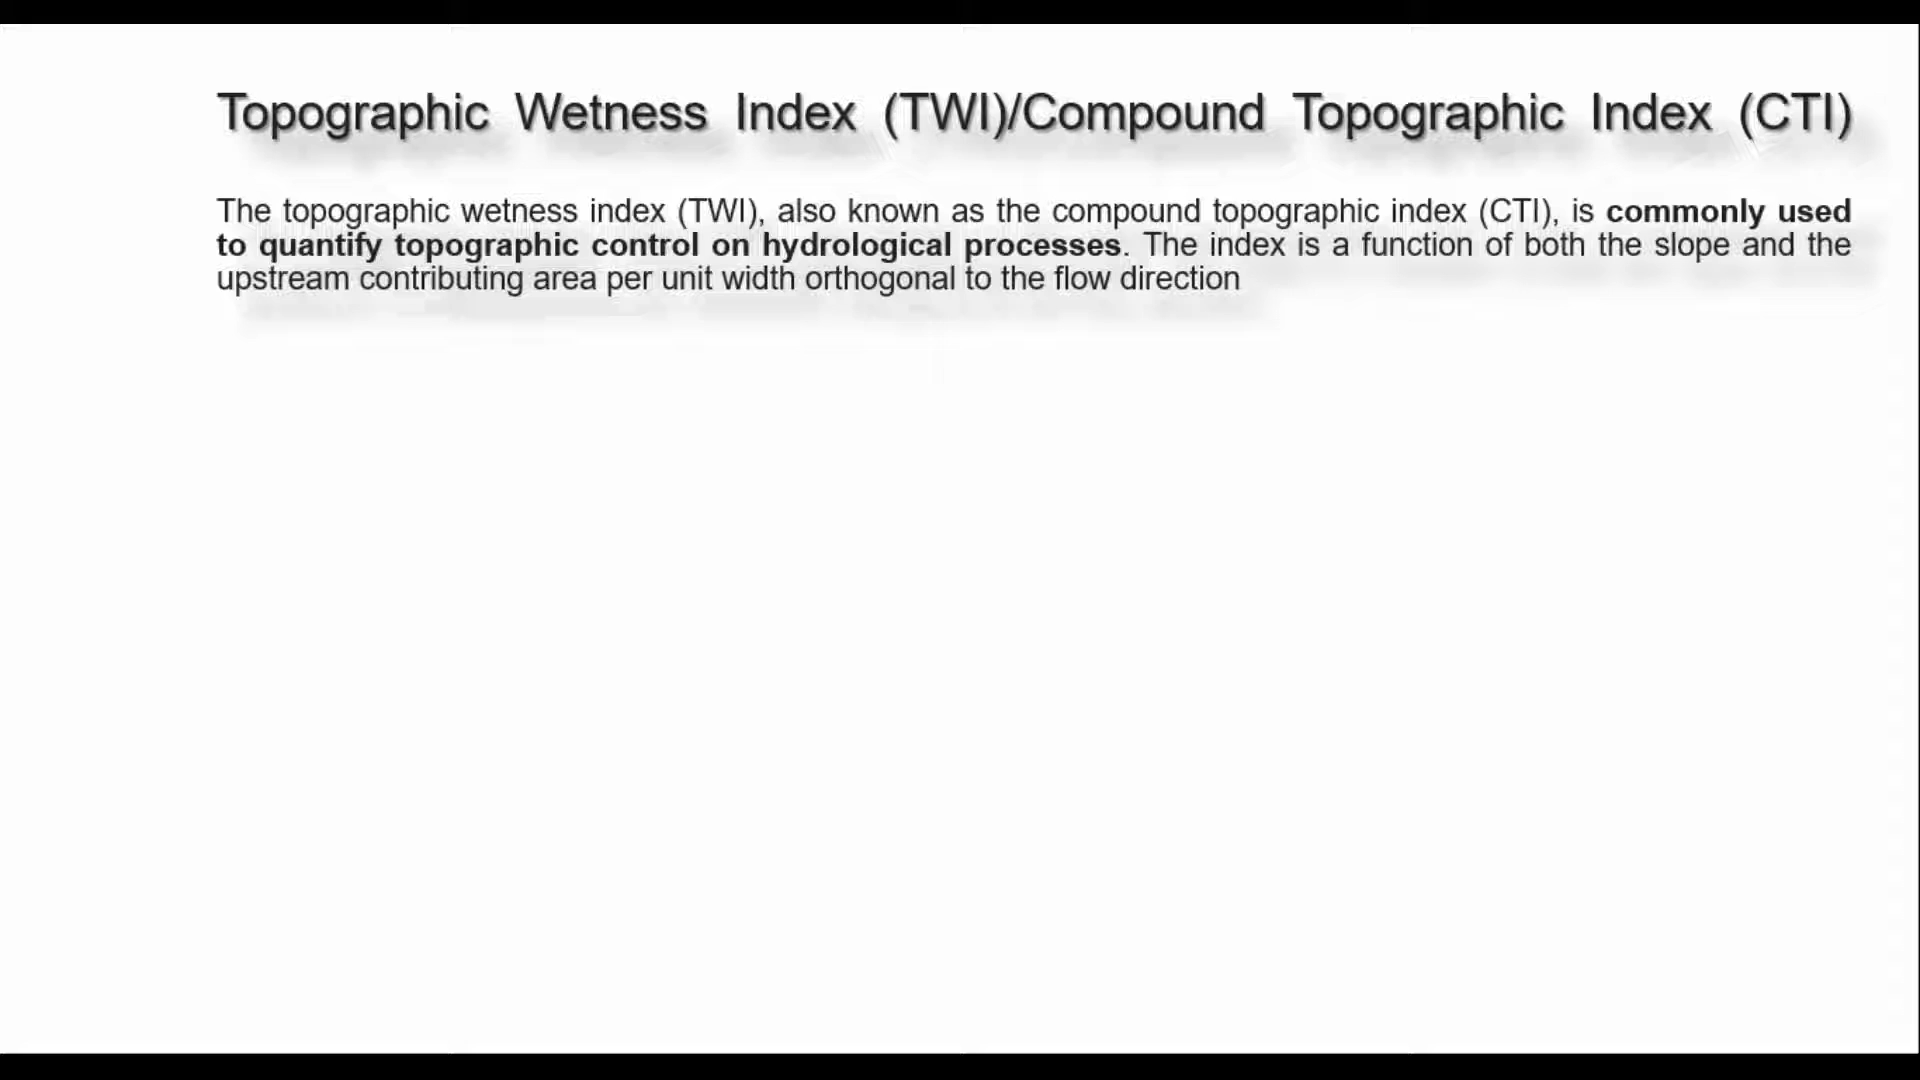 Topographic Wetness Index (TWI)/Compound Topographic Index (CTI)
The topographic wetness index (TWI), also known as the compound topographic index (CTI), is commonly used
to quantify topographic control on hydrological processes. The index is a function of both the slope and the
upstream contributing area per unit width orthogonal to the flow direction